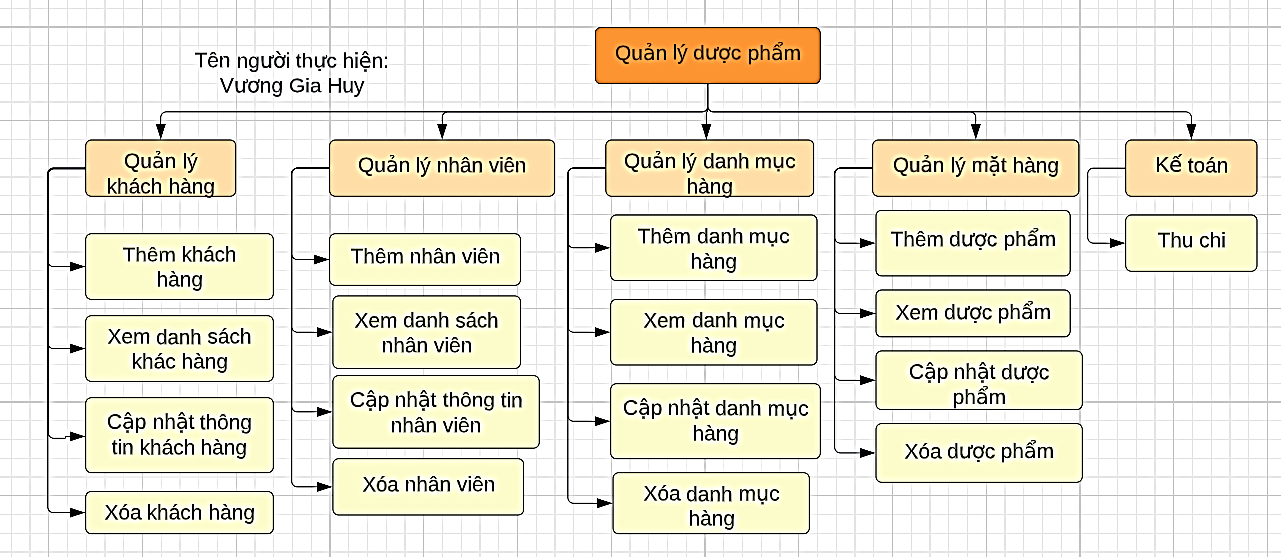 Quản lý dược phẩm
Tên người thực hiện:
Vương Gia Huy
Quản lý
khách hàng
Thêm khách
hàng
Xem danh sách
khác hàng
Cập nhật thông
tin khách hàng
Xóa khách hàng
Quản lý nhân viên
Thêm nhân viên
Xem danh sách
nhân viên
Cập nhật thông tin
nhân viên
Xóa nhân viên
Quản lý danh mục
hàng
Thêm danh mục
hàng
Xem danh mục
hàng
Cập nhật danh mục
hàng
Xóa danh mục
hàng
Quản lý mặt hàng
Thêm dược phẩm
Xem dược phẩm
Cập nhật dược
phẩm
Xóa dược phẩm
Kế toán
Thu chi